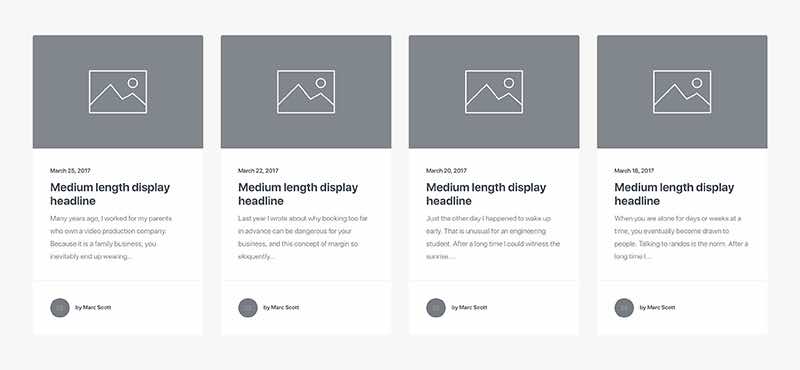 March 25, 2017
Medium length display
headline
Many years ago, I worked for my parents
who own a video production company.
Because it is a family business, you
inevitably end up wearing...
by Marc Scott
March 22, 2017
Medium length display
headline
Last year I wrote about why booking too far
in advance can be dangerous for your
business, and this concept of margin so
eloquently...
by Marc Scott
March 20, 2017
Medium length display
headline
Just the other day I happened to wake up
early. That is unusual for an engineering
student. After a long time I could witness the
sunrise....
by Marc Scott
March 18, 2017
Medium length display
headline
When you are alone for days or weeks at a
time, you eventually become drawn to
people. Talking to randos is the norm. After a
long time I...
by Marc Scott